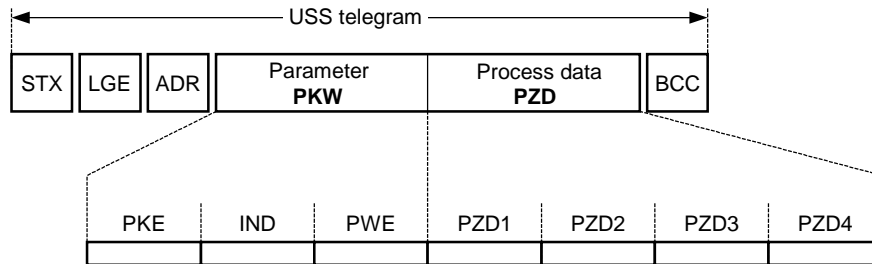 USS telegram
STX LGE ADR Parameter PKW Process data PZD BCC
PKE IND PWE PZD1 PZD2 PZD3 PZD4